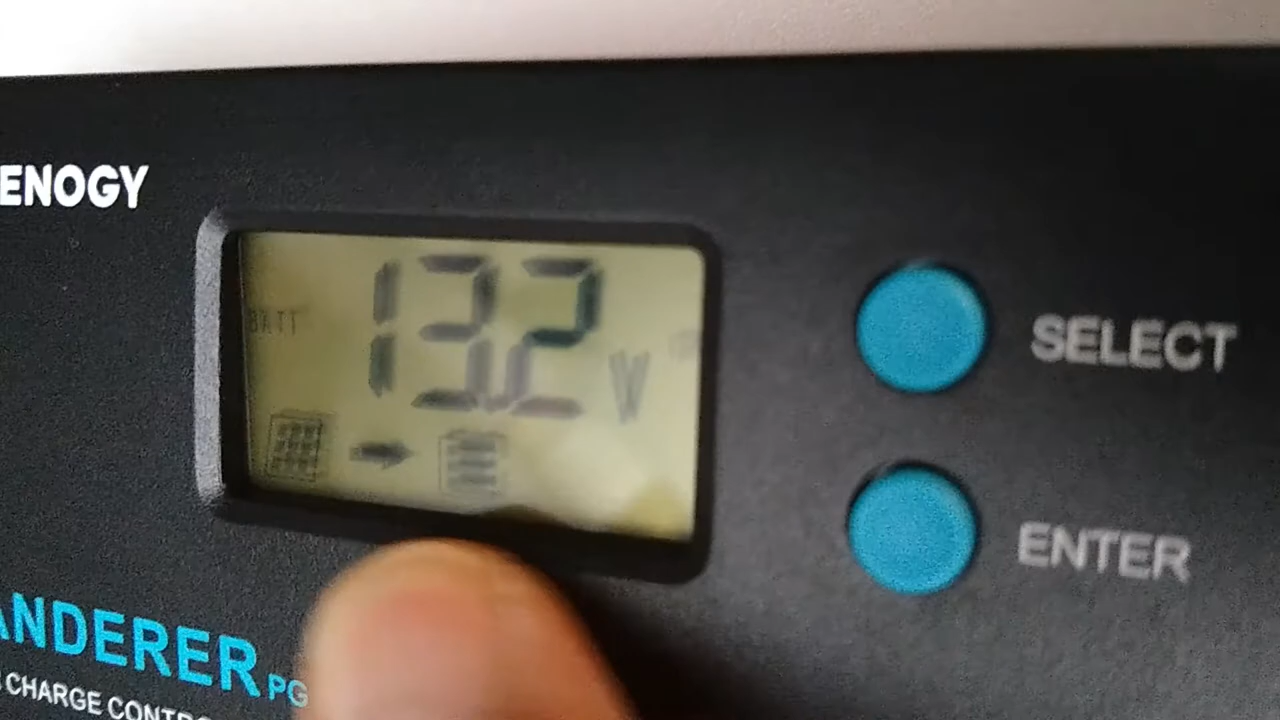 ENOGY
BATT
13.2
V
SELECT
ENTER
ANDERER PG
CHARGE CONTRO